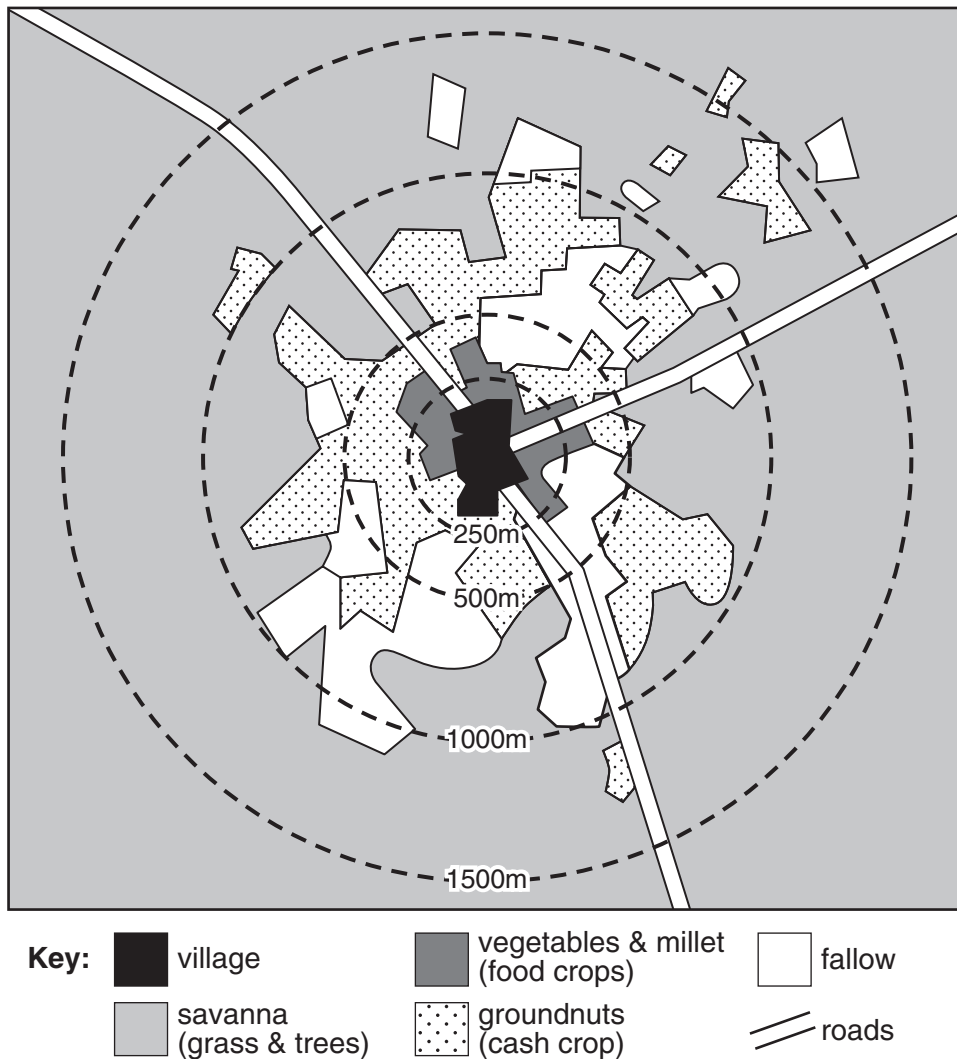 250m
500m
1000m
1500m
Key:
village
vegetables & millet
(food crops)
fallow
savanna
(grass & trees)
groundnuts
(cash crop)
roads